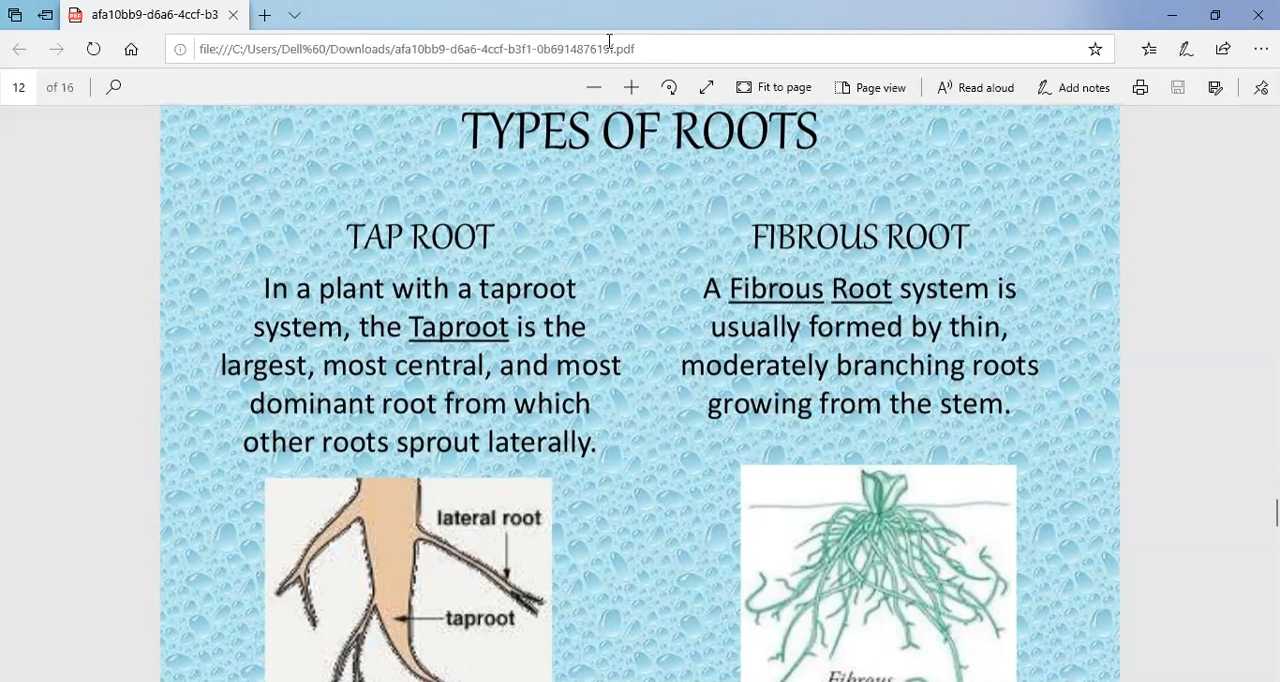 afa10bb9-d6a6-4ccf-b3
file:///C:/Users/Dell%60/Downloads/afa10bb9-d6a6-4ccf-b3f1-0b691487619f.pdf
12 of 16
Fit to page
Page view
Read aloud
Add notes
TYPES OF ROOTS
TAP ROOT
In a plant with a taproot
system, the Taproot is the
largest, most central, and most
dominant root from which
other roots sprout laterally.
lateral root
taproot
FIBROUS ROOT
A Fibrous Root system is
usually formed by thin,
moderately branching roots
growing from the stem.
Fibrous